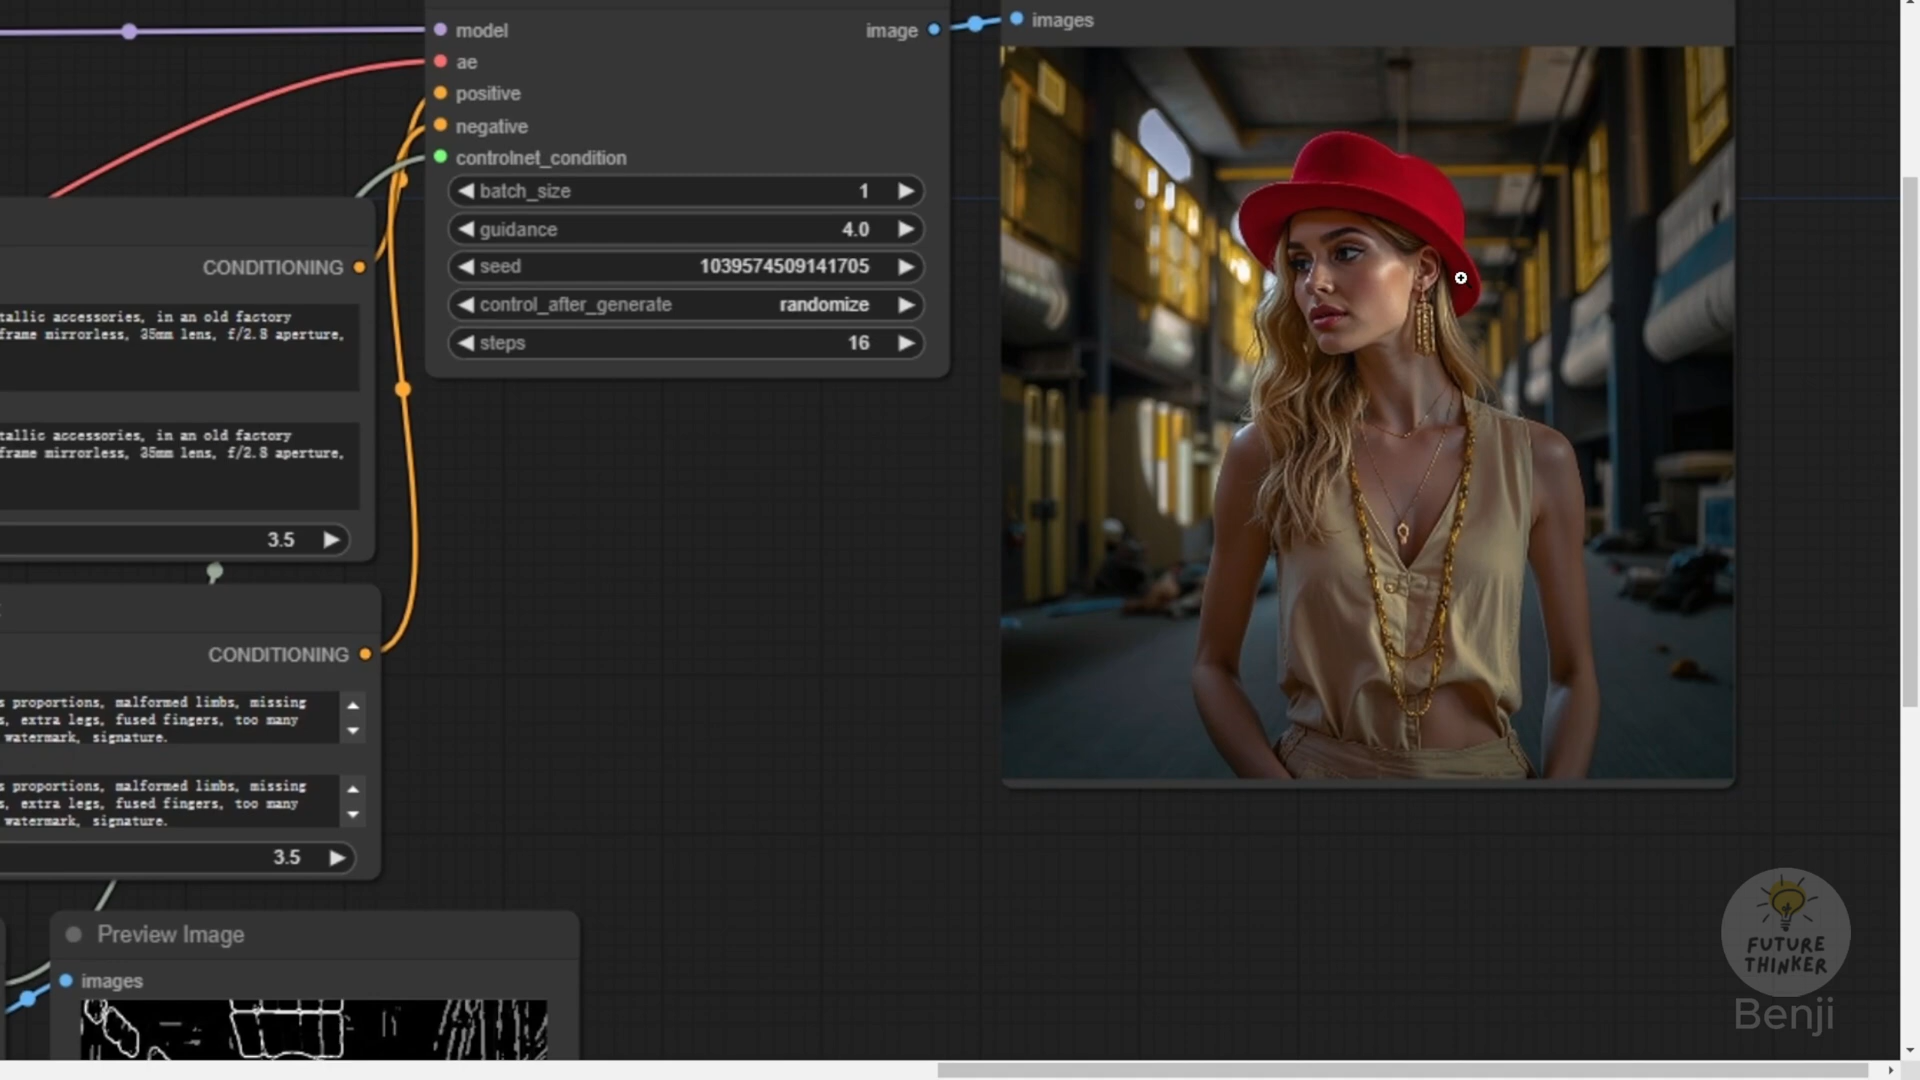 model
image
images
ae
positive
negative
controlnet_condition
batch_size 1
guidance 4.0
seed 1039574509141705
control_after_generate randomize
steps 16
CONDITIONING
tallic accessories, in an old factory
frame mirrorless, 35mm lens, f/2.8 aperture,
tallic accessories, in an old factory
frame mirrorless, 35mm lens, f/2.8 aperture,
3.5
CONDITIONING
s proportions, malformed limbs, missing
s, extra legs, fused fingers, too many
watermark, signature.
s proportions, malformed limbs, missing
s, extra legs, fused fingers, too many
watermark, signature.
3.5
Preview Image
images
FUTURE
THINKER
Benji